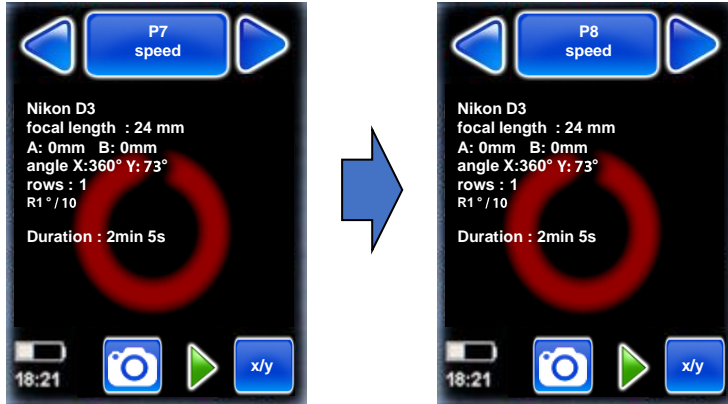 P7
speed
Nikon D3
focal length : 24 mm
A: 0mm B: 0mm
angle X:360° Y: 73°
rows : 1
R1 ° / 10
Duration : 2min 5s
18:21
x/y
P8
speed
Nikon D3
focal length : 24 mm
A: 0mm B: 0mm
angle X:360° Y: 73°
rows : 1
R1 ° / 10
Duration : 2min 5s
18:21
x/y